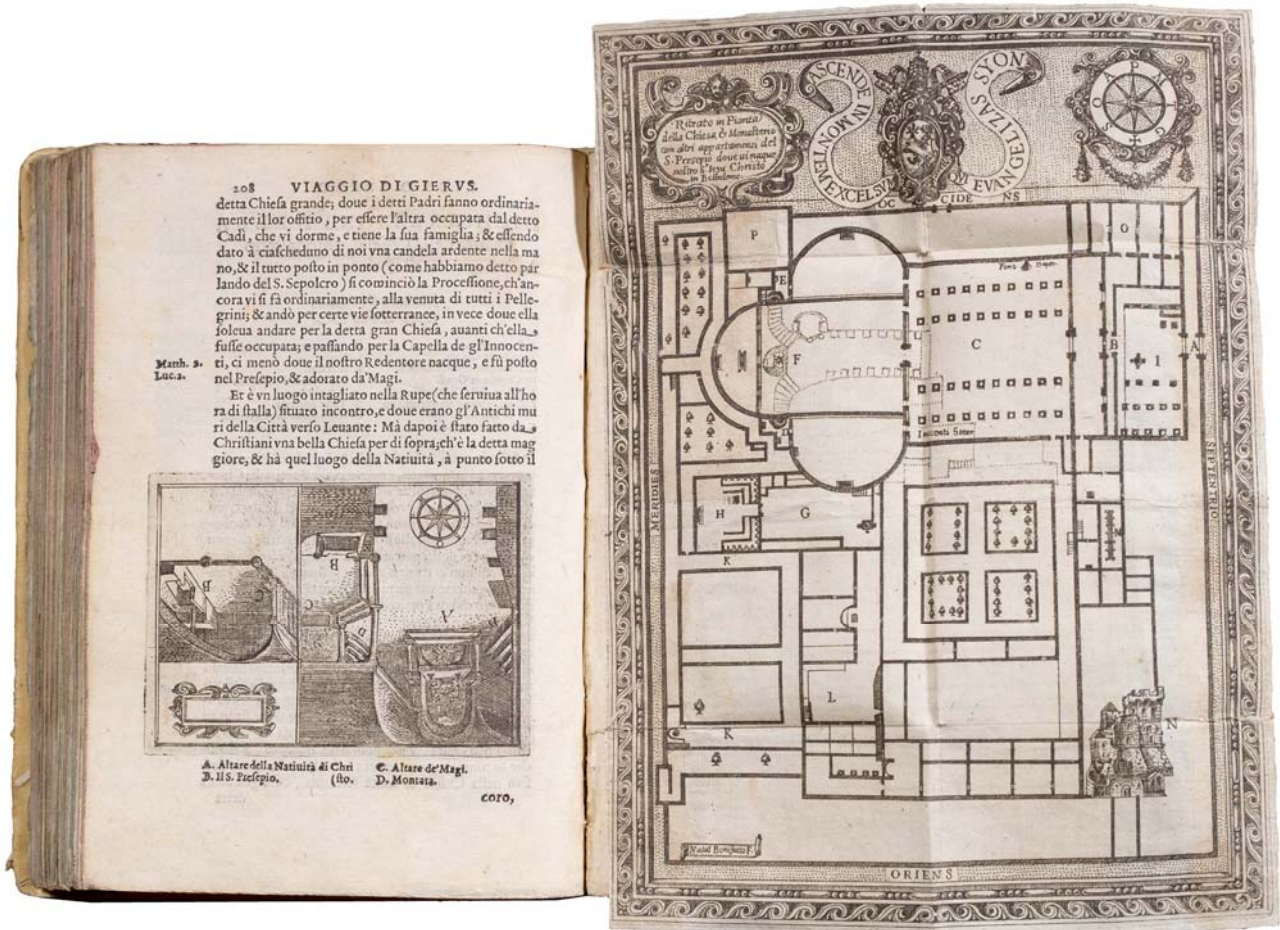 208 VIAGGIO DI GIERVS.
detta Chieſa grande; doue i detti Padri fanno ordinaria-
mente il lor offitio, per eſſere l'altra occupata dal detto
Cadì, che vi dorme, e tiene la ſua famiglia; & eſſendo
dato à ciaſcheduno di noi vna candela ardente nella ma
no, & il tutto poſto in ponto (come habbiamo detto par
lando del S. Sepolcro) ſi cominciò la Proceſſione, ch'an-
cora vi ſi fà ordinariamente, alla venuta di tutti i Pelle-
grini; & andò per certe vie ſotterranee, in vece doue ella
ſoleua andare per la detta gran Chieſa, auanti ch'ella
fuſſe occupata; e paſſando per la Capella de gl'Innocen-
Matth. 2. ti, ci menò doue il noſtro Redentore nacque, e fù poſto
Luc. 2. nel Preſepio, & adorato da'Magi.
Et è vn luogo intagliato nella Rupe (che ſeruiua all'ho
ra di ſtalla) ſituato incontro, e doue erano gl'Antichi mu
ri della Città verſo Leuante: Mà dapoi è ſtato fatto da
Chriſtiani vna bella Chieſa per di ſopra; ch'è la detta mag
giore, & hà quel luogo della Natiuità, à punto ſotto il
B
B
C
C
D
A
A. Altare della Natiuità di Chri
B. Il S. Preſepio. (ſto.
C. Altare de'Magi.
D. Montata.
coro,
Ritrato in Pianta
della Chieſa, & Monaſterio
con altri appartamenti del
S. Preſepio doue ui naque
noſtro S.re Ieſu Chriſto
in Bethleme
ASCENDE IN MONTEM EXCELSVM
QVI EVANGELIZAS SYON
P M T S O A
OCCIDENS
MERIDIES
SEPTENTRIO
P
O
E
F
C
B
I
A
H
G
K
N
L
K
N
Natal Bonifatio F.
ORIENS